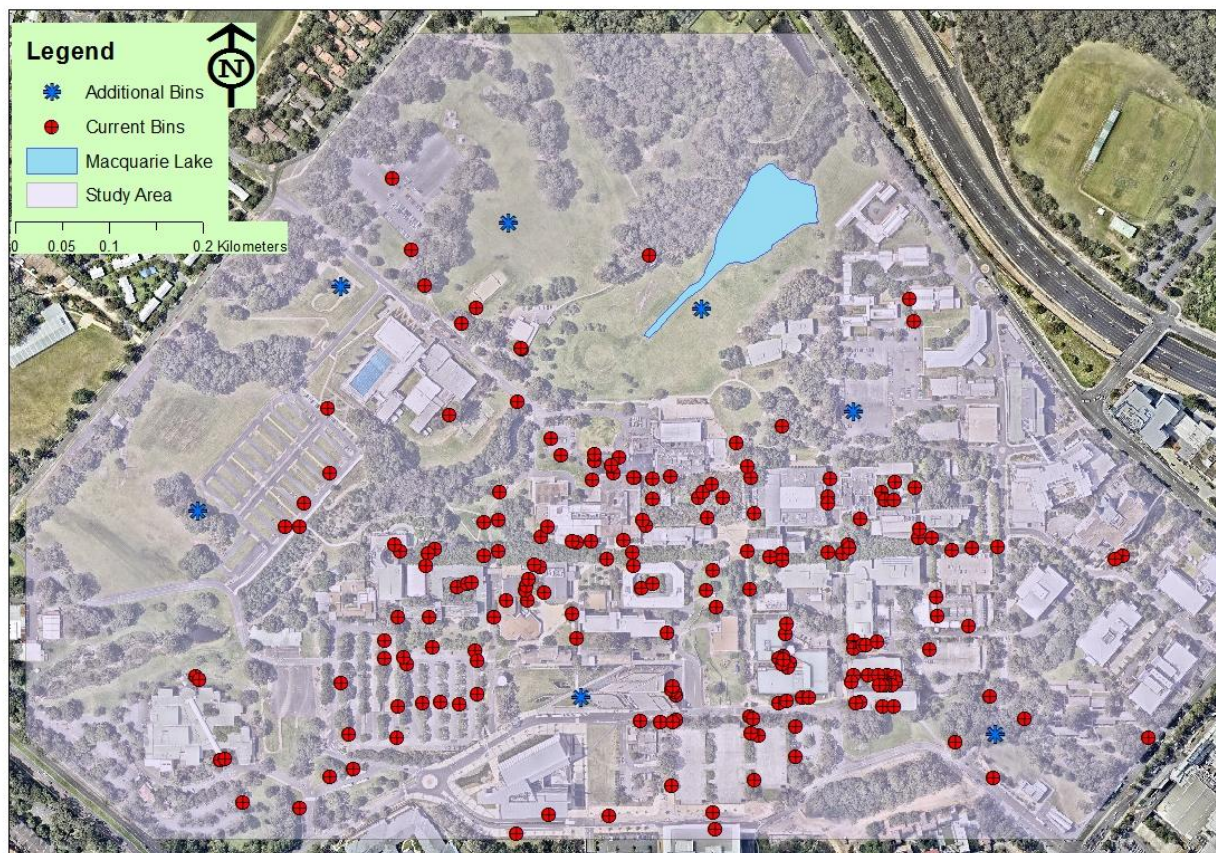 Legend
N
Additional Bins
Current Bins
Macquarie Lake
Study Area
0 0.05 0.1 0.2 Kilometers